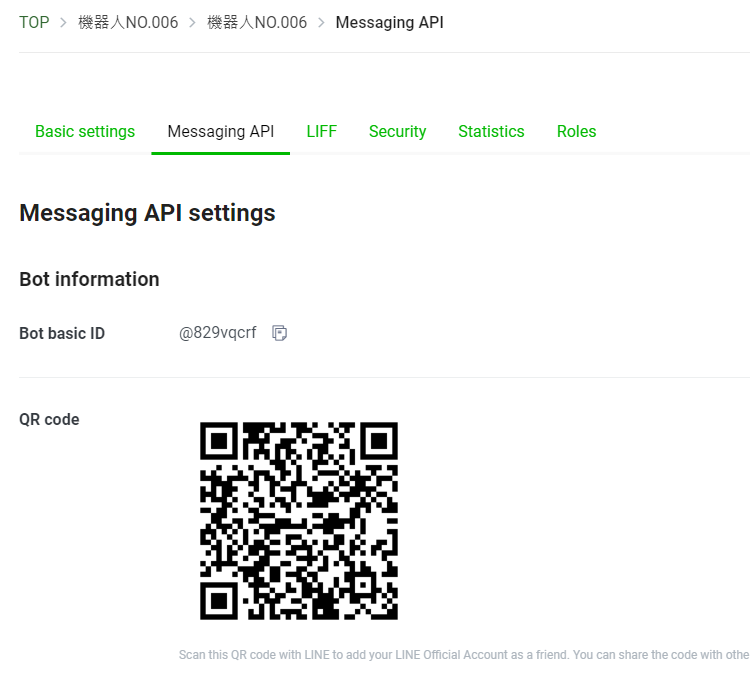 TOP > 機器人NO.006 > 機器人NO.006 > Messaging API
Basic settings Messaging API LIFF Security Statistics Roles
Messaging API settings
Bot information
Bot basic ID @829vqcrf
QR code
Scan this QR code with LINE to add your LINE Official Account as a friend. You can share the code with othe